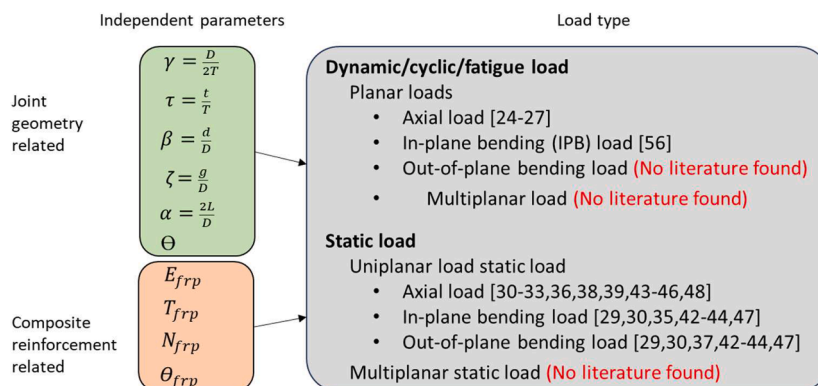 Independent parameters
Load type
Joint
geometry
related
γ = D/2T
τ = t/T
β = d/D
ζ = g/D
α = 2L/D
Θ
Composite
reinforcement
related
E_frp
T_frp
N_frp
θ_frp
Dynamic/cyclic/fatigue load
Planar loads
• Axial load [24-27]
• In-plane bending (IPB) load [56]
• Out-of-plane bending load (No literature found)
• Multiplanar load (No literature found)
Static load
Uniplanar load static load
• Axial load [30-33,36,38,39,43-46,48]
• In-plane bending load [29,30,35,42-44,47]
• Out-of-plane bending load [29,30,37,42-44,47]
Multiplanar static load (No literature found)